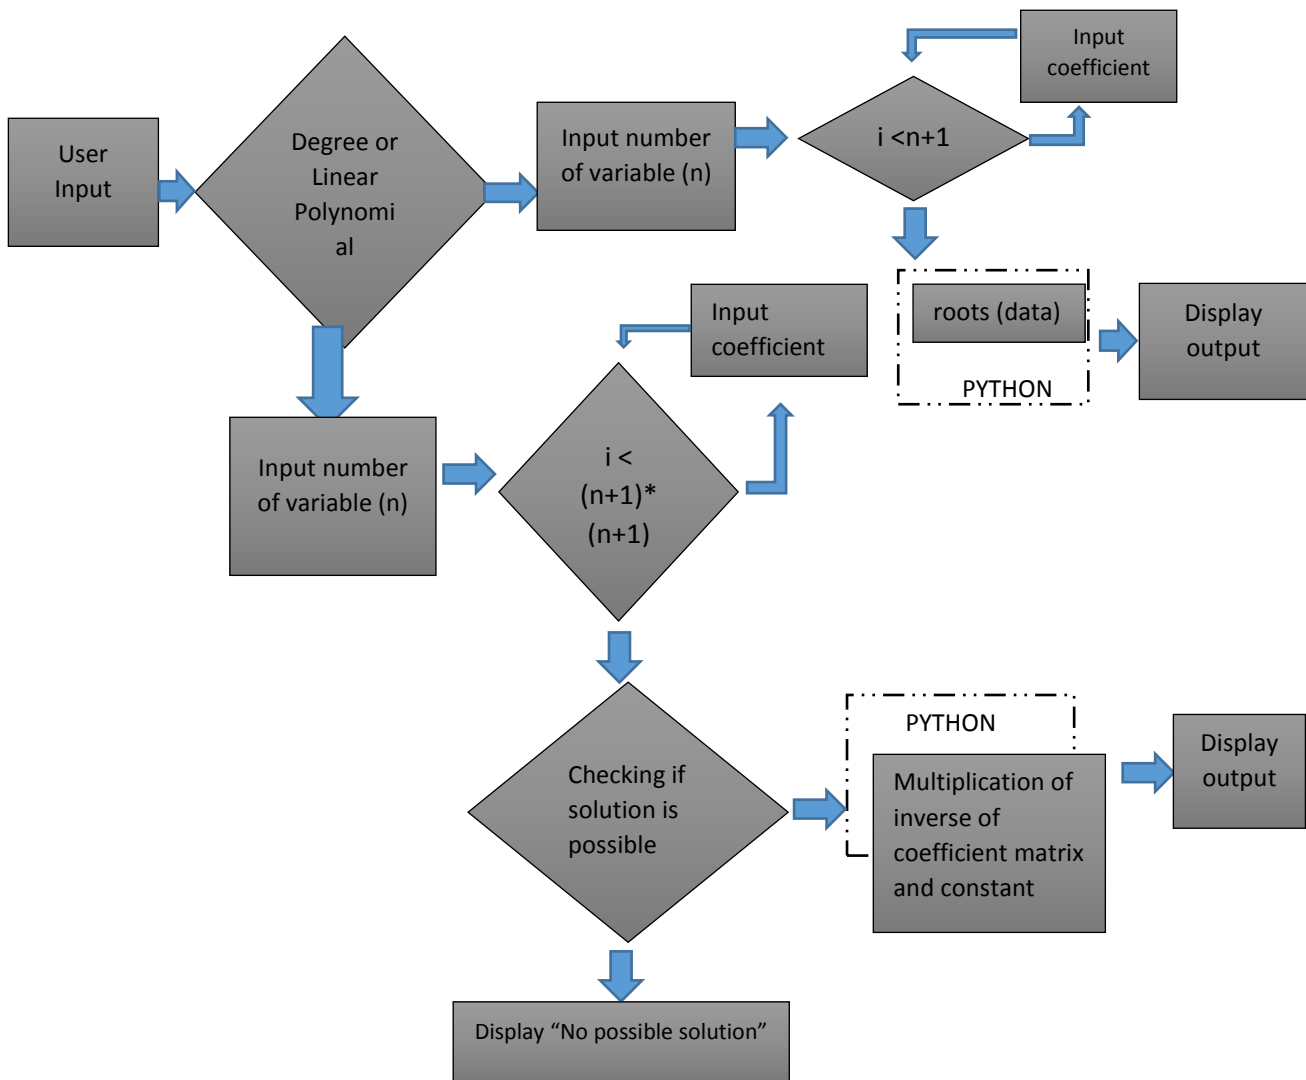 User
Input
Degree or
Linear
Polynomi
al
Input number
of variable (n)
i <n+1
Input
coefficient
roots (data)
PYTHON
Display
output
Input number
of variable (n)
i <
(n+1)*
(n+1)
Input
coefficient
Checking if
solution is
possible
PYTHON
Multiplication of
inverse of
coefficient matrix
and constant
Display
output
Display “No possible solution”